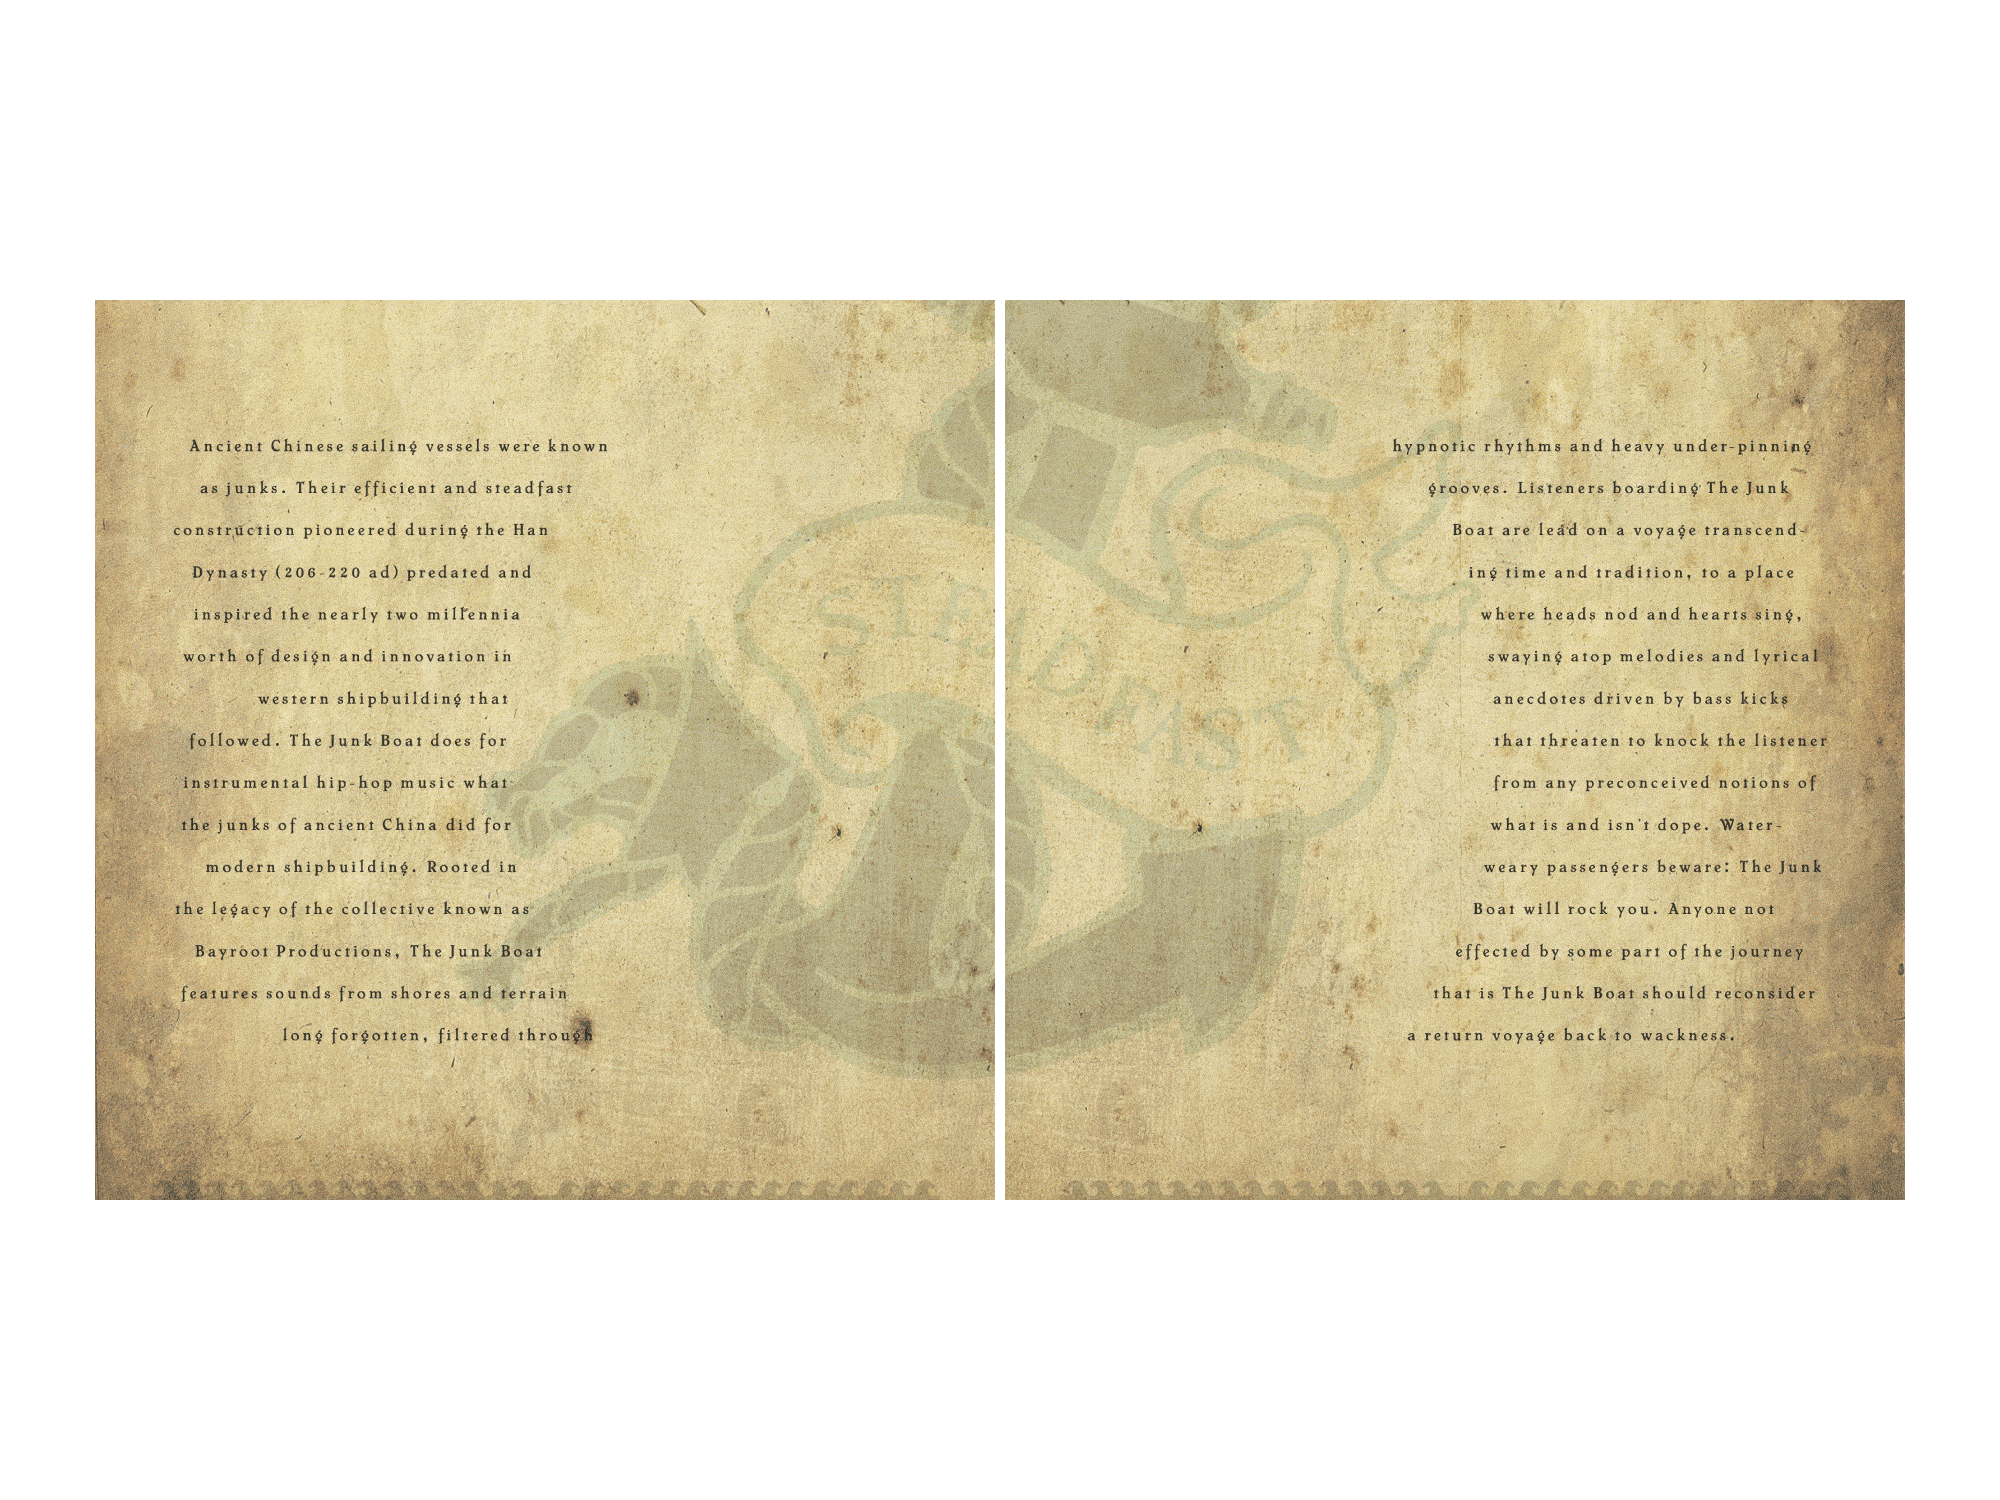 Ancient Chinese sailing vessels were known
as junks. Their efficient and steadfast
construction pioneered during the Han
Dynasty (206-220 ad) predated and
inspired the nearly two millennia
worth of design and innovation in
western shipbuilding that
followed. The Junk Boat does for
instrumental hip-hop music what
the junks of ancient China did for
modern shipbuilding. Rooted in
the legacy of the collective known as
Bayroot Productions, The Junk Boat
features sounds from shores and terrain
long forgotten, filtered through
STEADFAST
hypnotic rhythms and heavy under-pinning
grooves. Listeners boarding The Junk
Boat are lead on a voyage transcend-
ing time and tradition, to a place
where heads nod and hearts sing,
swaying atop melodies and lyrical
anecdotes driven by bass kicks
that threaten to knock the listener
from any preconceived notions of
what is and isn't dope. Water-
weary passengers beware: The Junk
Boat will rock you. Anyone not
effected by some part of the journey
that is The Junk Boat should reconsider
a return voyage back to wackness.